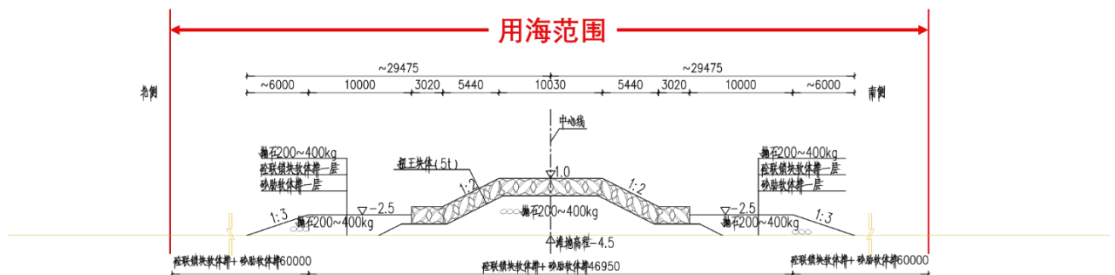 用海范围
~29475 ~29475
~6000 10000 3020 5440 10030 5440 3020 10000 ~6000
北侧 南侧
中心线
抛石200~400kg
砼联锁块软体排一层
砂肋软体排一层
扭王块体(5t)
抛石200~400kg
砼联锁块软体排一层
砂肋软体排一层
1:2 1.0 1:2
1:3 -2.5 -2.5 1:3
抛石200~400kg 抛石200~400kg 抛石200~400kg
滩地高程-4.5
砼联锁块软体排+砂肋软体排60000 砼联锁块软体排+砂肋软体排46950 砼联锁块软体排+砂肋软体排60000